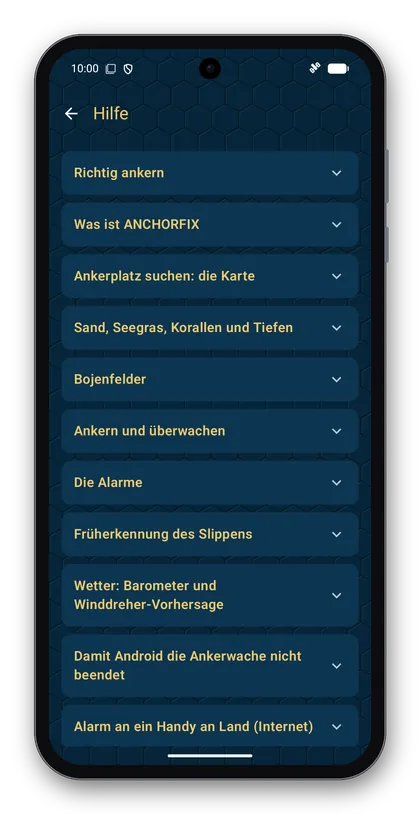 10:00
Hilfe
Richtig ankern
Was ist ANCHORFIX
Ankerplatz suchen: die Karte
Sand, Seegras, Korallen und Tiefen
Bojenfelder
Ankern und überwachen
Die Alarme
Früherkennung des Slippens
Wetter: Barometer und
Winddreher-Vorhersage
Damit Android die Ankerwache nicht
beendet
Alarm an ein Handy an Land (Internet)